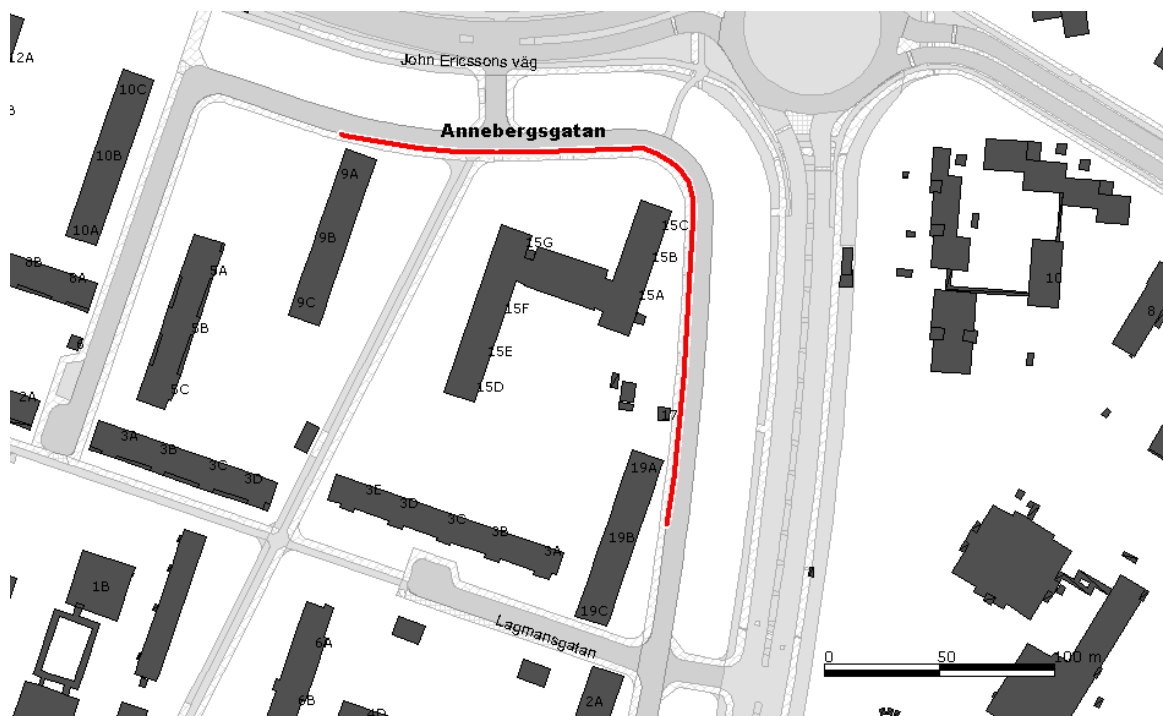 12A
John Ericssons väg
10C
Annebergsgatan
10B
9A
15C
10A
9B
15G
15B
8B
8A
5A
10
15A
9C
15F
8
5B
6
15E
5C
15D
2A
17
3A
3B
3C
3D
19A
3E
3D
3C
3B
3A
19B
1B
19C
Lagmansgatan
6A
0 50 100 m
6B
2A
4D